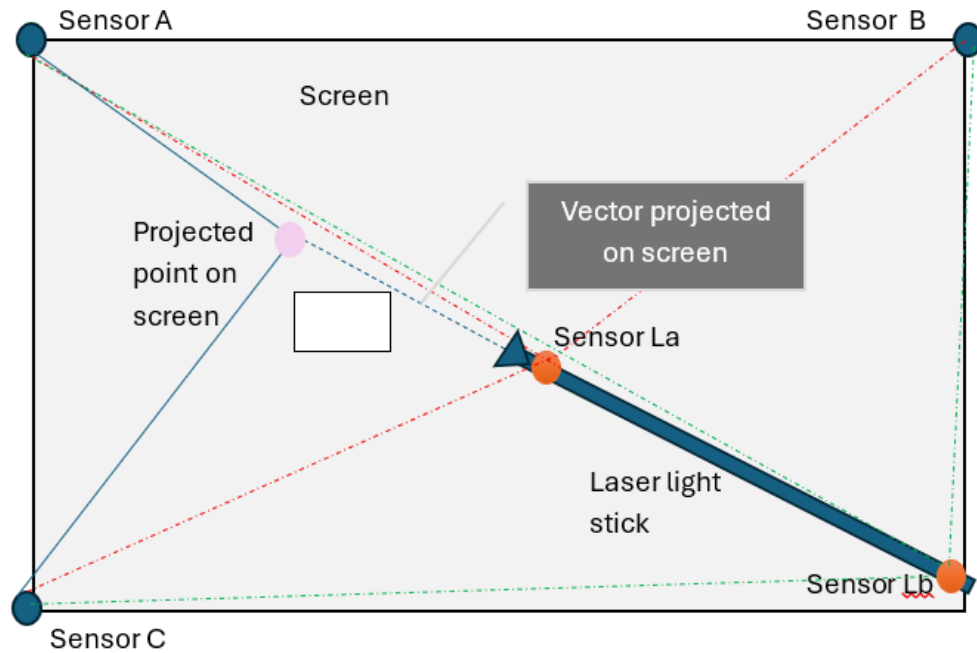 Sensor A
Sensor B
Screen
Vector projected
on screen
Projected
point on
screen
Sensor La
Laser light
stick
Sensor Lb
Sensor C